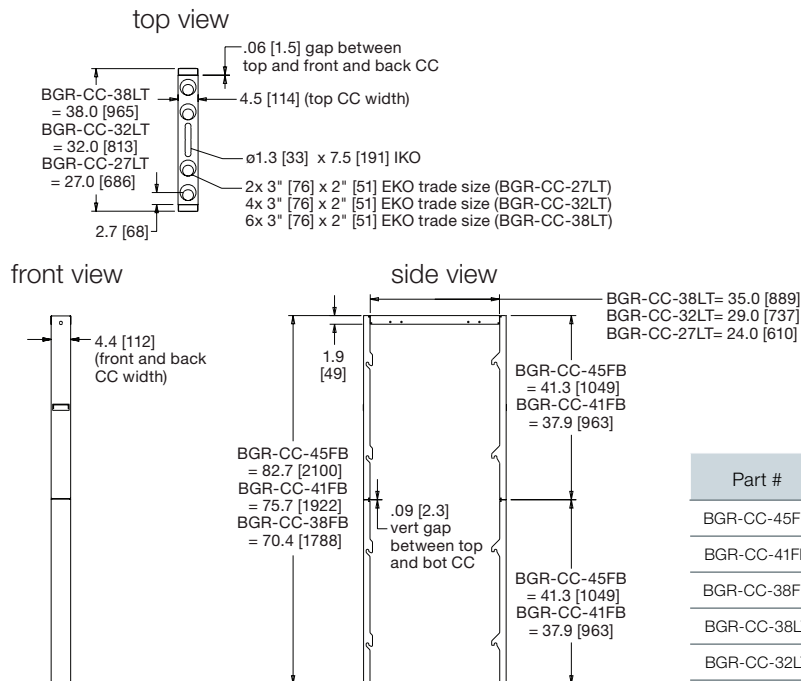 top view
.06 [1.5] gap between
top and front and back CC
BGR-CC-38LT
= 38.0 [965]
BGR-CC-32LT
= 32.0 [813]
BGR-CC-27LT
= 27.0 [686]
4.5 [114] (top CC width)
ø1.3 [33] x 7.5 [191] IKO
2x 3" [76] x 2" [51] EKO trade size (BGR-CC-27LT)
4x 3" [76] x 2" [51] EKO trade size (BGR-CC-32LT)
6x 3" [76] x 2" [51] EKO trade size (BGR-CC-38LT)
2.7 [68]
front view
4.4 [112]
(front and back
CC width)
side view
BGR-CC-38LT= 35.0 [889]
BGR-CC-32LT= 29.0 [737]
BGR-CC-27LT= 24.0 [610]
1.9
[49]
BGR-CC-45FB
= 41.3 [1049]
BGR-CC-41FB
= 37.9 [963]
BGR-CC-45FB
= 82.7 [2100]
BGR-CC-41FB
= 75.7 [1922]
BGR-CC-38FB
= 70.4 [1788]
.09 [2.3]
vert gap
between top
and bot CC
BGR-CC-45FB
= 41.3 [1049]
BGR-CC-41FB
= 37.9 [963]
Part #
BGR-CC-45F
BGR-CC-41F
BGR-CC-38F
BGR-CC-38L
BGR-CC-32L